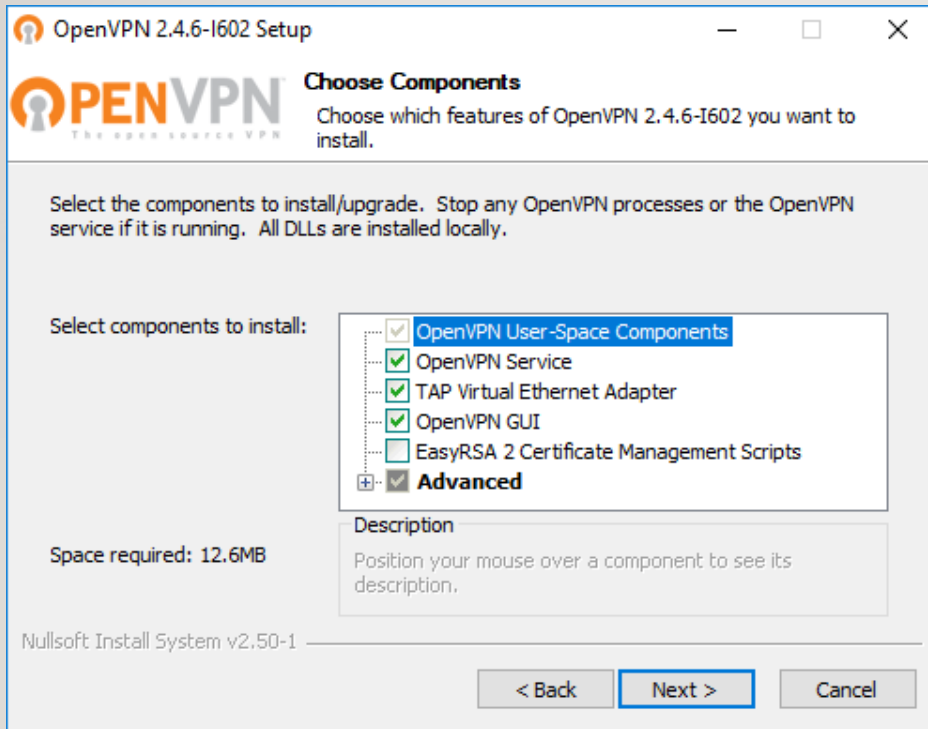 OpenVPN 2.4.6-I602 Setup
OPENVPN
The open source VPN
Choose Components
Choose which features of OpenVPN 2.4.6-I602 you want to
install.
Select the components to install/upgrade. Stop any OpenVPN processes or the OpenVPN
service if it is running. All DLLs are installed locally.
Select components to install:
OpenVPN User-Space Components
OpenVPN Service
TAP Virtual Ethernet Adapter
OpenVPN GUI
EasyRSA 2 Certificate Management Scripts
Advanced
Space required: 12.6MB
Description
Position your mouse over a component to see its
description.
Nullsoft Install System v2.50-1
< Back
Next >
Cancel